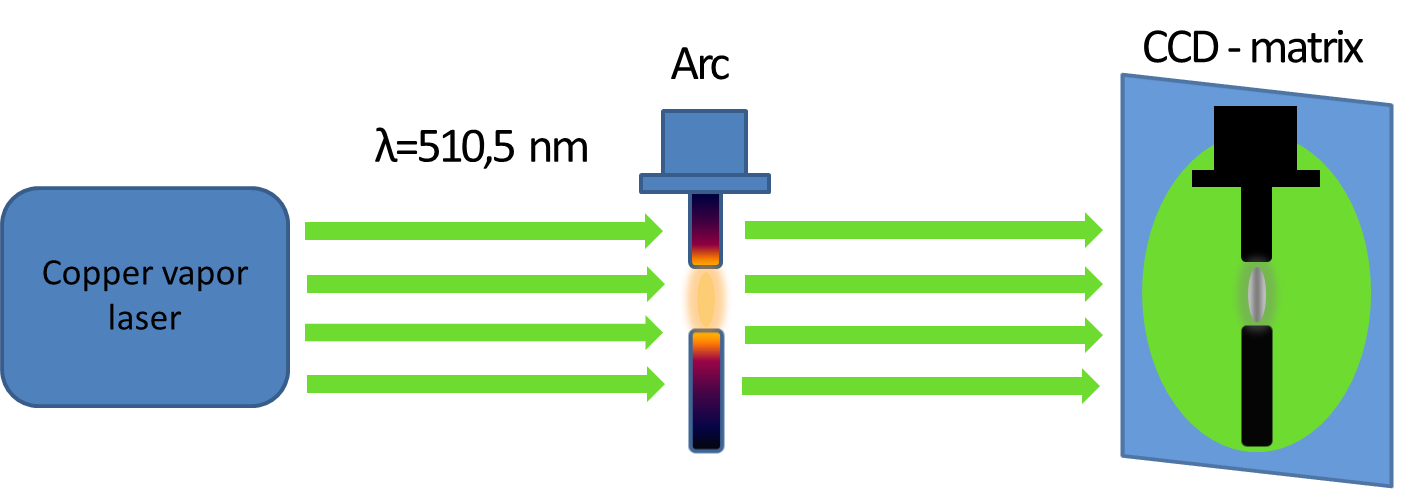 CCD - matrix
Arc
λ=510,5 nm
Copper vapor
laser